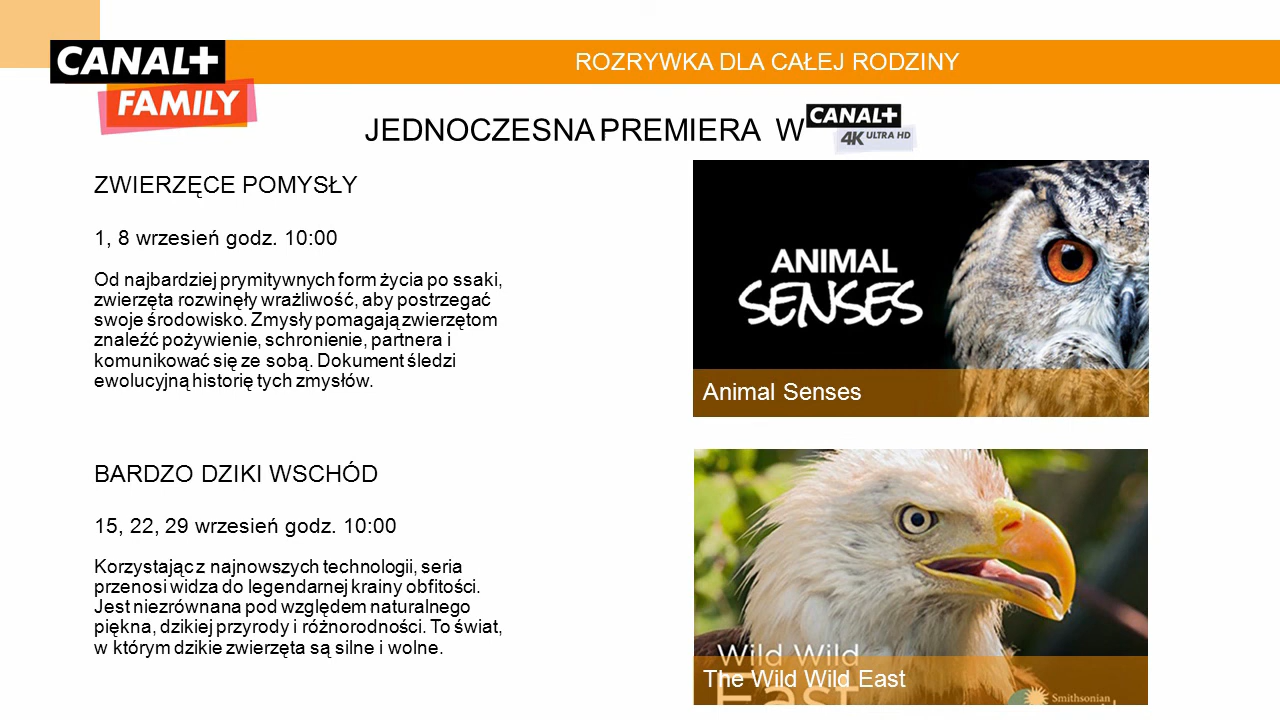 CANAL+
FAMILY
ROZRYWKA DLA CAŁEJ RODZINY
JEDNOCZESNA PREMIERA W CANAL+
4K ULTRA HD
ZWIERZĘCE POMYSŁY
1, 8 wrzesień godz. 10:00
Od najbardziej prymitywnych form życia po ssaki,
zwierzęta rozwinęły wrażliwość, aby postrzegać
swoje środowisko. Zmysły pomagają zwierzętom
znaleźć pożywienie, schronienie, partnera i
komunikować się ze sobą. Dokument śledzi
ewolucyjną historię tych zmysłów.
ANIMAL
SENSES
Animal Senses
BARDZO DZIKI WSCHÓD
15, 22, 29 wrzesień godz. 10:00
Korzystając z najnowszych technologii, seria
przenosi widza do legendarnej krainy obfitości.
Jest niezrównana pod względem naturalnego
piękna, dzikiej przyrody i różnorodności. To świat,
w którym dzikie zwierzęta są silne i wolne.
Wild Wild
East
The Wild Wild East
Smithsonian